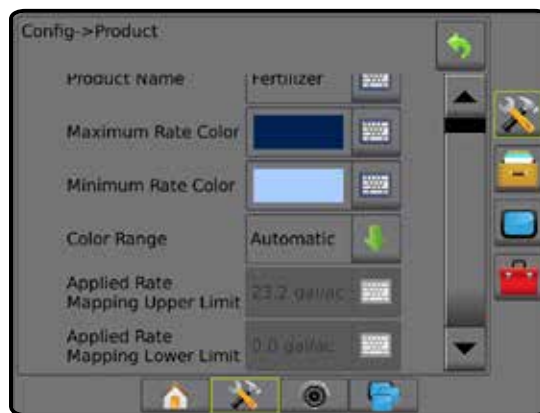 Config->Product
Product Name
Fertilizer
Maximum Rate Color
Minimum Rate Color
Color Range
Automatic
Applied Rate
Mapping Upper Limit
23.2 gal/ac
Applied Rate
Mapping Lower Limit
0.0 gal/ac